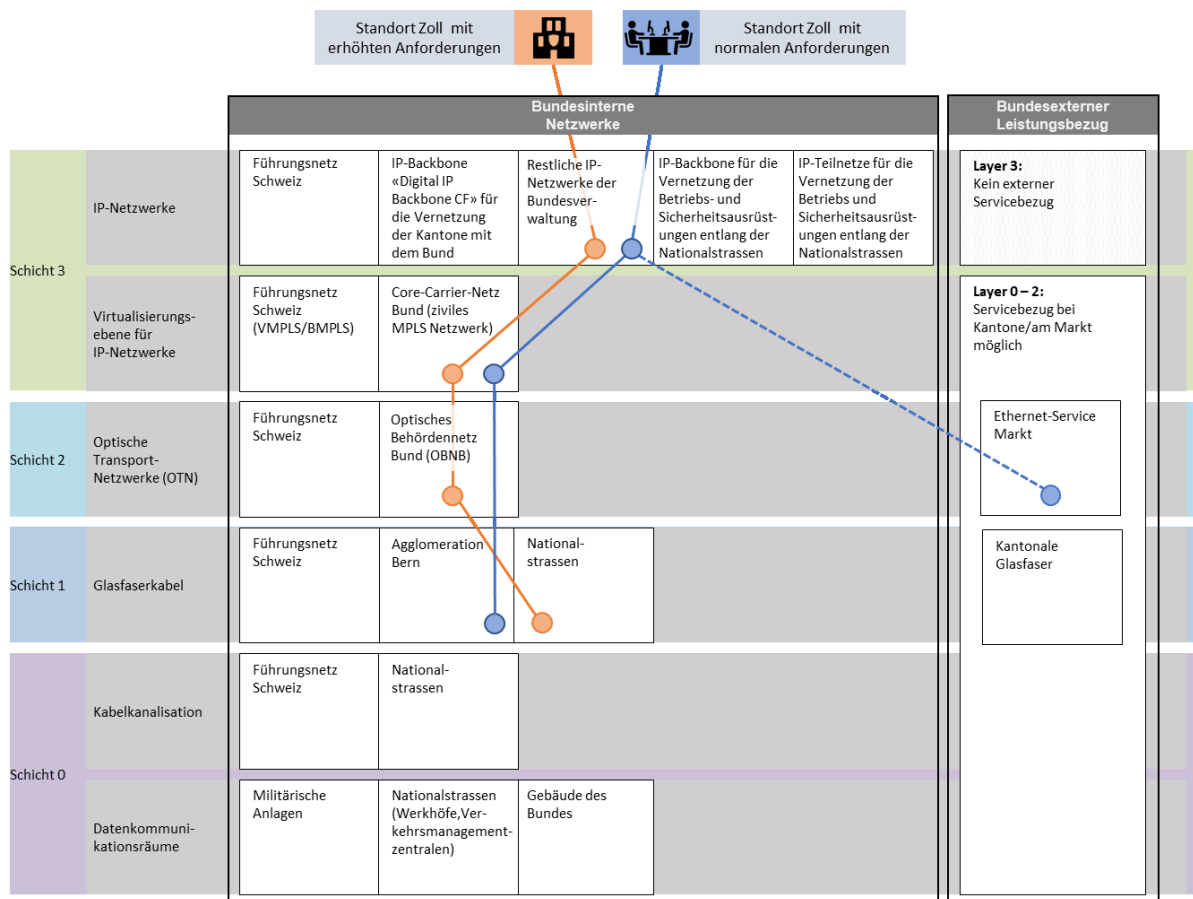 Standort Zoll mit
erhöhten Anforderungen
Standort Zoll mit
normalen Anforderungen
Bundesinterne
Netzwerke
Bundesexterner
Leistungsbezug
Schicht 3
IP-Netzwerke
Führungsnetz
Schweiz
IP-Backbone
«Digital IP
Backbone CF» für
die Vernetzung
der Kantone mit
dem Bund
Restliche IP-
Netzwerke der
Bundesver-
waltung
IP-Backbone für die
Vernetzung der
Betriebs- und
Sicherheitsausrüst-
ungen entlang der
Nationalstrassen
IP-Teilnetze für die
Vernetzung der
Betriebs und
Sicherheitsausrüst-
ungen entlang der
Nationalstrassen
Layer 3:
Kein externer
Servicebezug
Virtualisierungs-
ebene für
IP-Netzwerke
Führungsnetz
Schweiz
(VMPLS/BMPLS)
Core-Carrier-Netz
Bund (ziviles
MPLS Netzwerk)
Layer 0 – 2:
Servicebezug bei
Kantone/am Markt
möglich
Schicht 2
Optische
Transport-
Netzwerke (OTN)
Führungsnetz
Schweiz
Optisches
Behördennetz
Bund (OBNB)
Ethernet-Service
Markt
Schicht 1
Glasfaserkabel
Führungsnetz
Schweiz
Agglomeration
Bern
National-
strassen
Kantonale
Glasfaser
Schicht 0
Kabelkanalisation
Führungsnetz
Schweiz
National-
strassen
Datenkommuni-
kationsräume
Militärische
Anlagen
Nationalstrassen
(Werkhöfe,Ver-
kehrsmanagement-
zentralen)
Gebäude des
Bundes